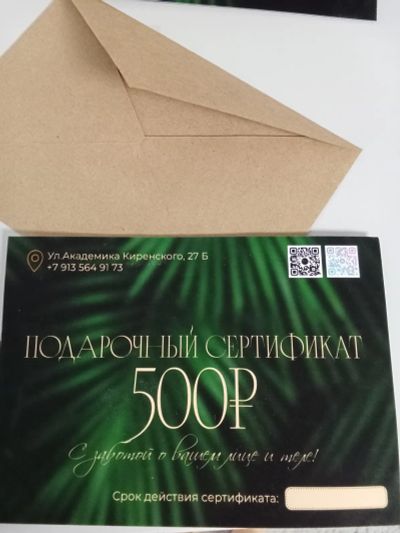 Ул.Академика Киренского, 27 Б
+7 913 564 91 73
ПОДАРОЧНЫЙ СЕРТИФИКАТ
500₽
С заботой о вашем лице и теле!
Срок действия сертификата: